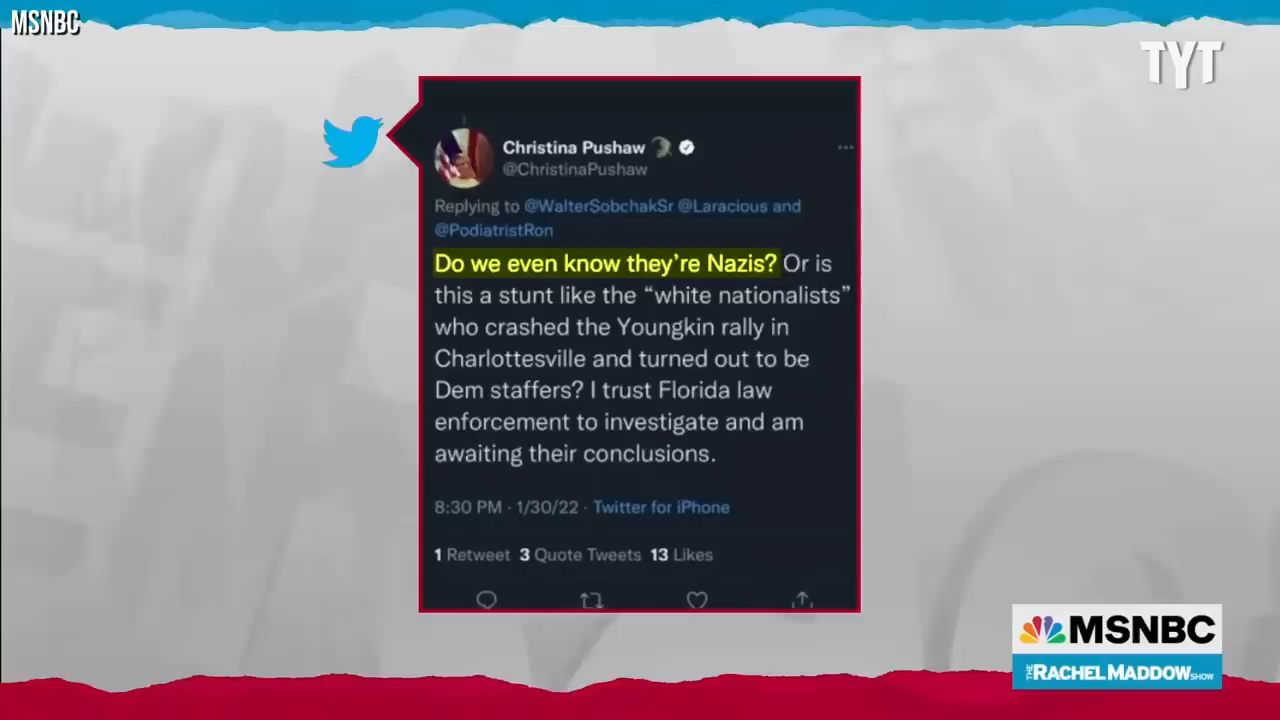 MSNBC
TYT
Christina Pushaw
@ChristinaPushaw
Replying to @WalterSobchakSr @Laracious and
@PodiatristRon
Do we even know they're Nazis? Or is
this a stunt like the “white nationalists”
who crashed the Youngkin rally in
Charlottesville and turned out to be
Dem staffers? I trust Florida law
enforcement to investigate and am
awaiting their conclusions.
8:30 PM · 1/30/22 · Twitter for iPhone
1 Retweet 3 Quote Tweets 13 Likes
MSNBC
THE RACHEL MADDOW SHOW